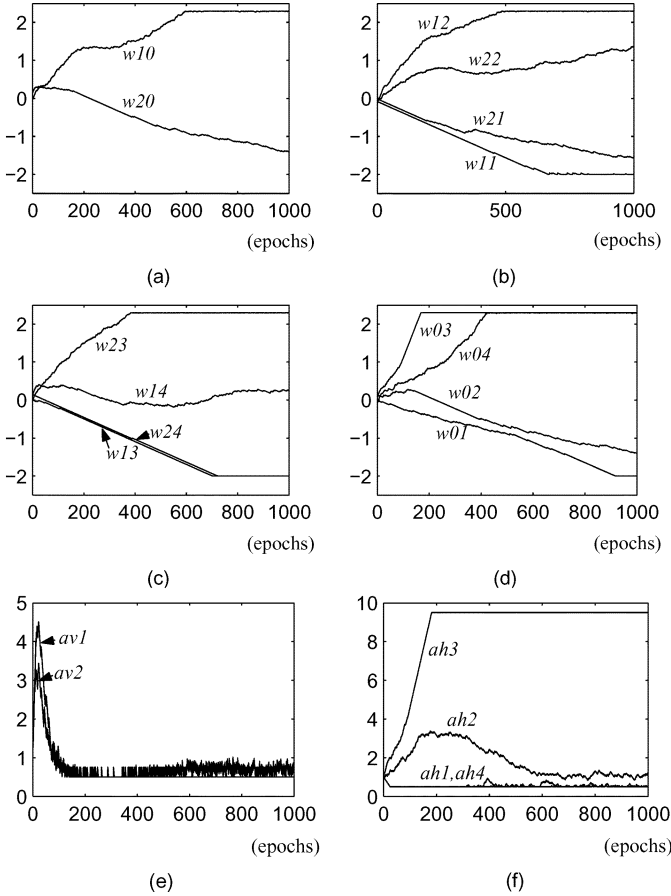 2
1
0
−1
−2
w10
w20
0 200 400 600 800 1000
(epochs)
(a)
2
1
0
−1
−2
w12
w22
w21
w11
0 500 1000
(epochs)
(b)
2
1
0
−1
−2
w23
w14
w24
w13
0 200 400 600 800 1000
(epochs)
(c)
2
1
0
−1
−2
w03
w04
w02
w01
0 200 400 600 800 1000
(epochs)
(d)
5
4
3
2
1
0
av1
av2
0 200 400 600 800 1000
(epochs)
(e)
10
8
6
4
2
0
ah3
ah2
ah1,ah4
0 200 400 600 800 1000
(epochs)
(f)